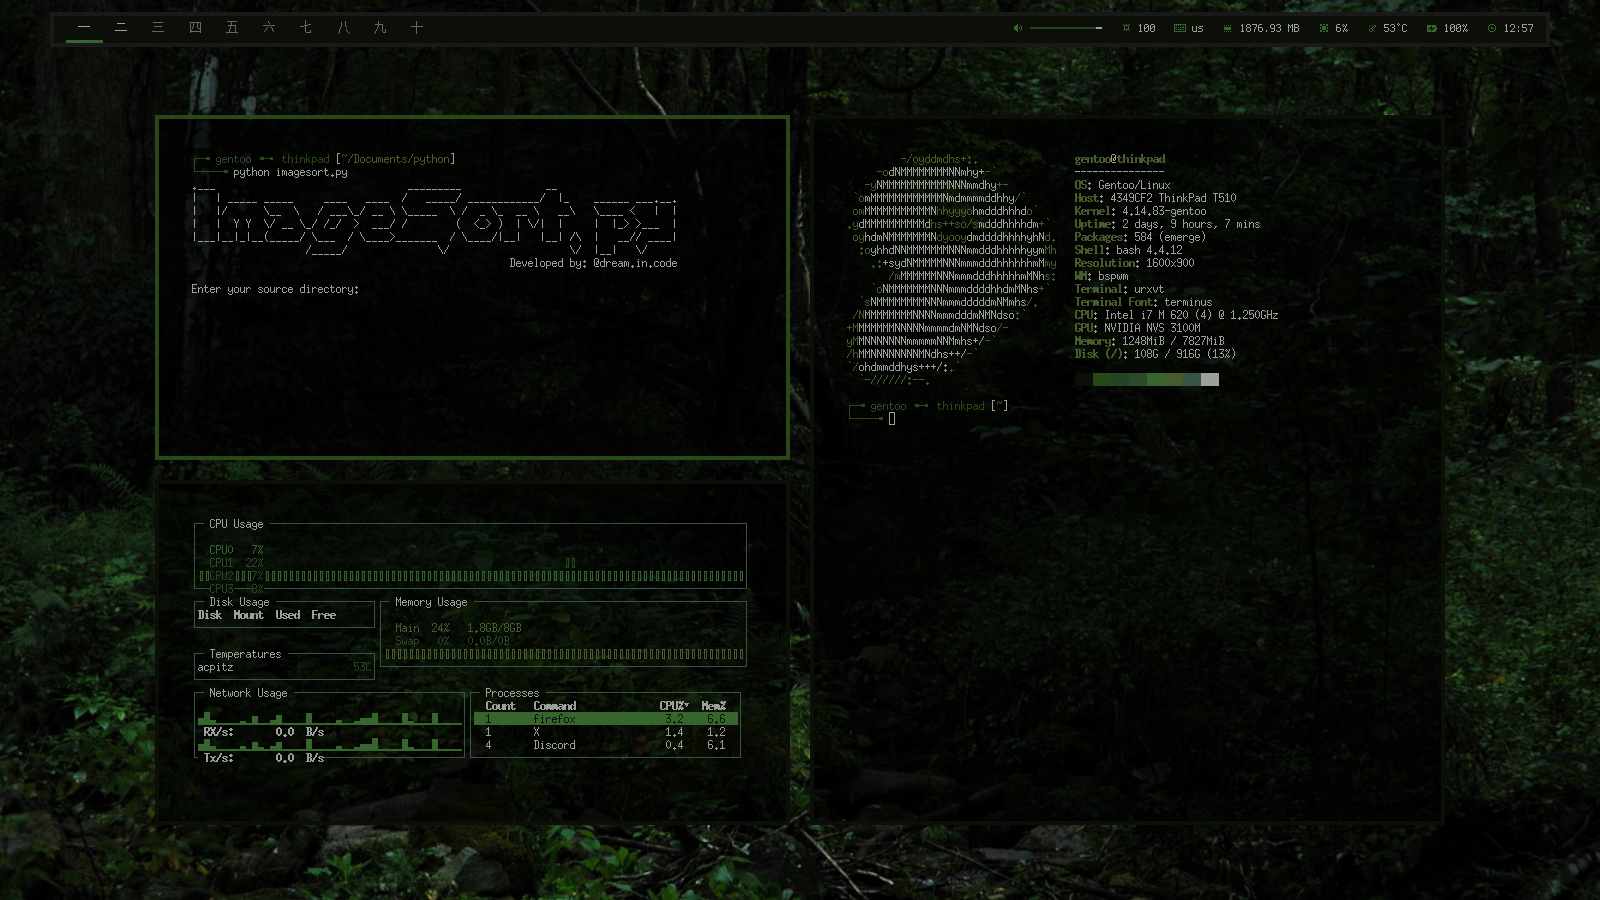 一 二 三 四 五 六 七 八 九 十
100 us 1876.93 MB 6% 53°C 100% 12:57
gentoo thinkpad [~/Documents/python]
python imagesort.py
Developed by: @dream.in.code
Enter your source directory:
gentoo@thinkpad
---------------
OS: Gentoo/Linux
Host: 4349CF2 ThinkPad T510
Kernel: 4.14.83-gentoo
Uptime: 2 days, 9 hours, 7 mins
Packages: 584 (emerge)
Shell: bash 4.4.12
Resolution: 1600x900
WM: bspwm
Terminal: urxvt
Terminal Font: terminus
CPU: Intel i7 M 620 (4) @ 1.250GHz
GPU: NVIDIA NVS 3100M
Memory: 1248MiB / 7827MiB
Disk (/): 108G / 916G (13%)
gentoo thinkpad [~]
CPU Usage
CPU0 7%
CPU1 22%
CPU2 7%
CPU3 8%
Disk Usage
Disk Mount Used Free
Memory Usage
Main 24% 1.8GB/8GB
Swap 0% 0.0B/0B
Temperatures
acpitz 53C
Network Usage
RX/s: 0.0 B/s
Tx/s: 0.0 B/s
Processes
Count Command CPU%▼ Mem%
1 firefox 3.2 6.6
1 X 1.4 1.2
4 Discord 0.4 6.1